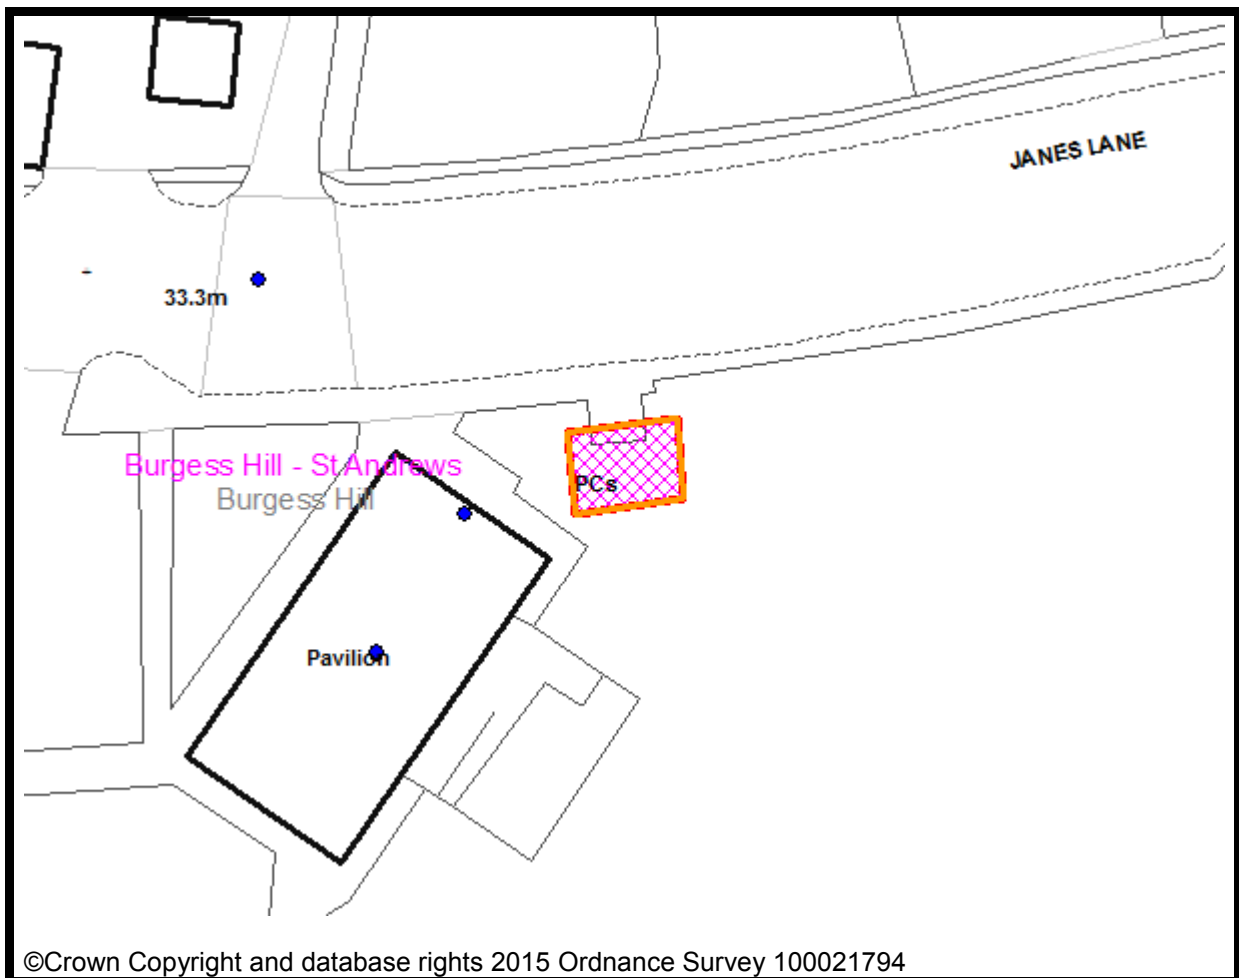 JANES LANE
33.3m
Burgess Hill - St Andrews
Burgess Hill
PCs
Pavilion
©Crown Copyright and database rights 2015 Ordnance Survey 100021794